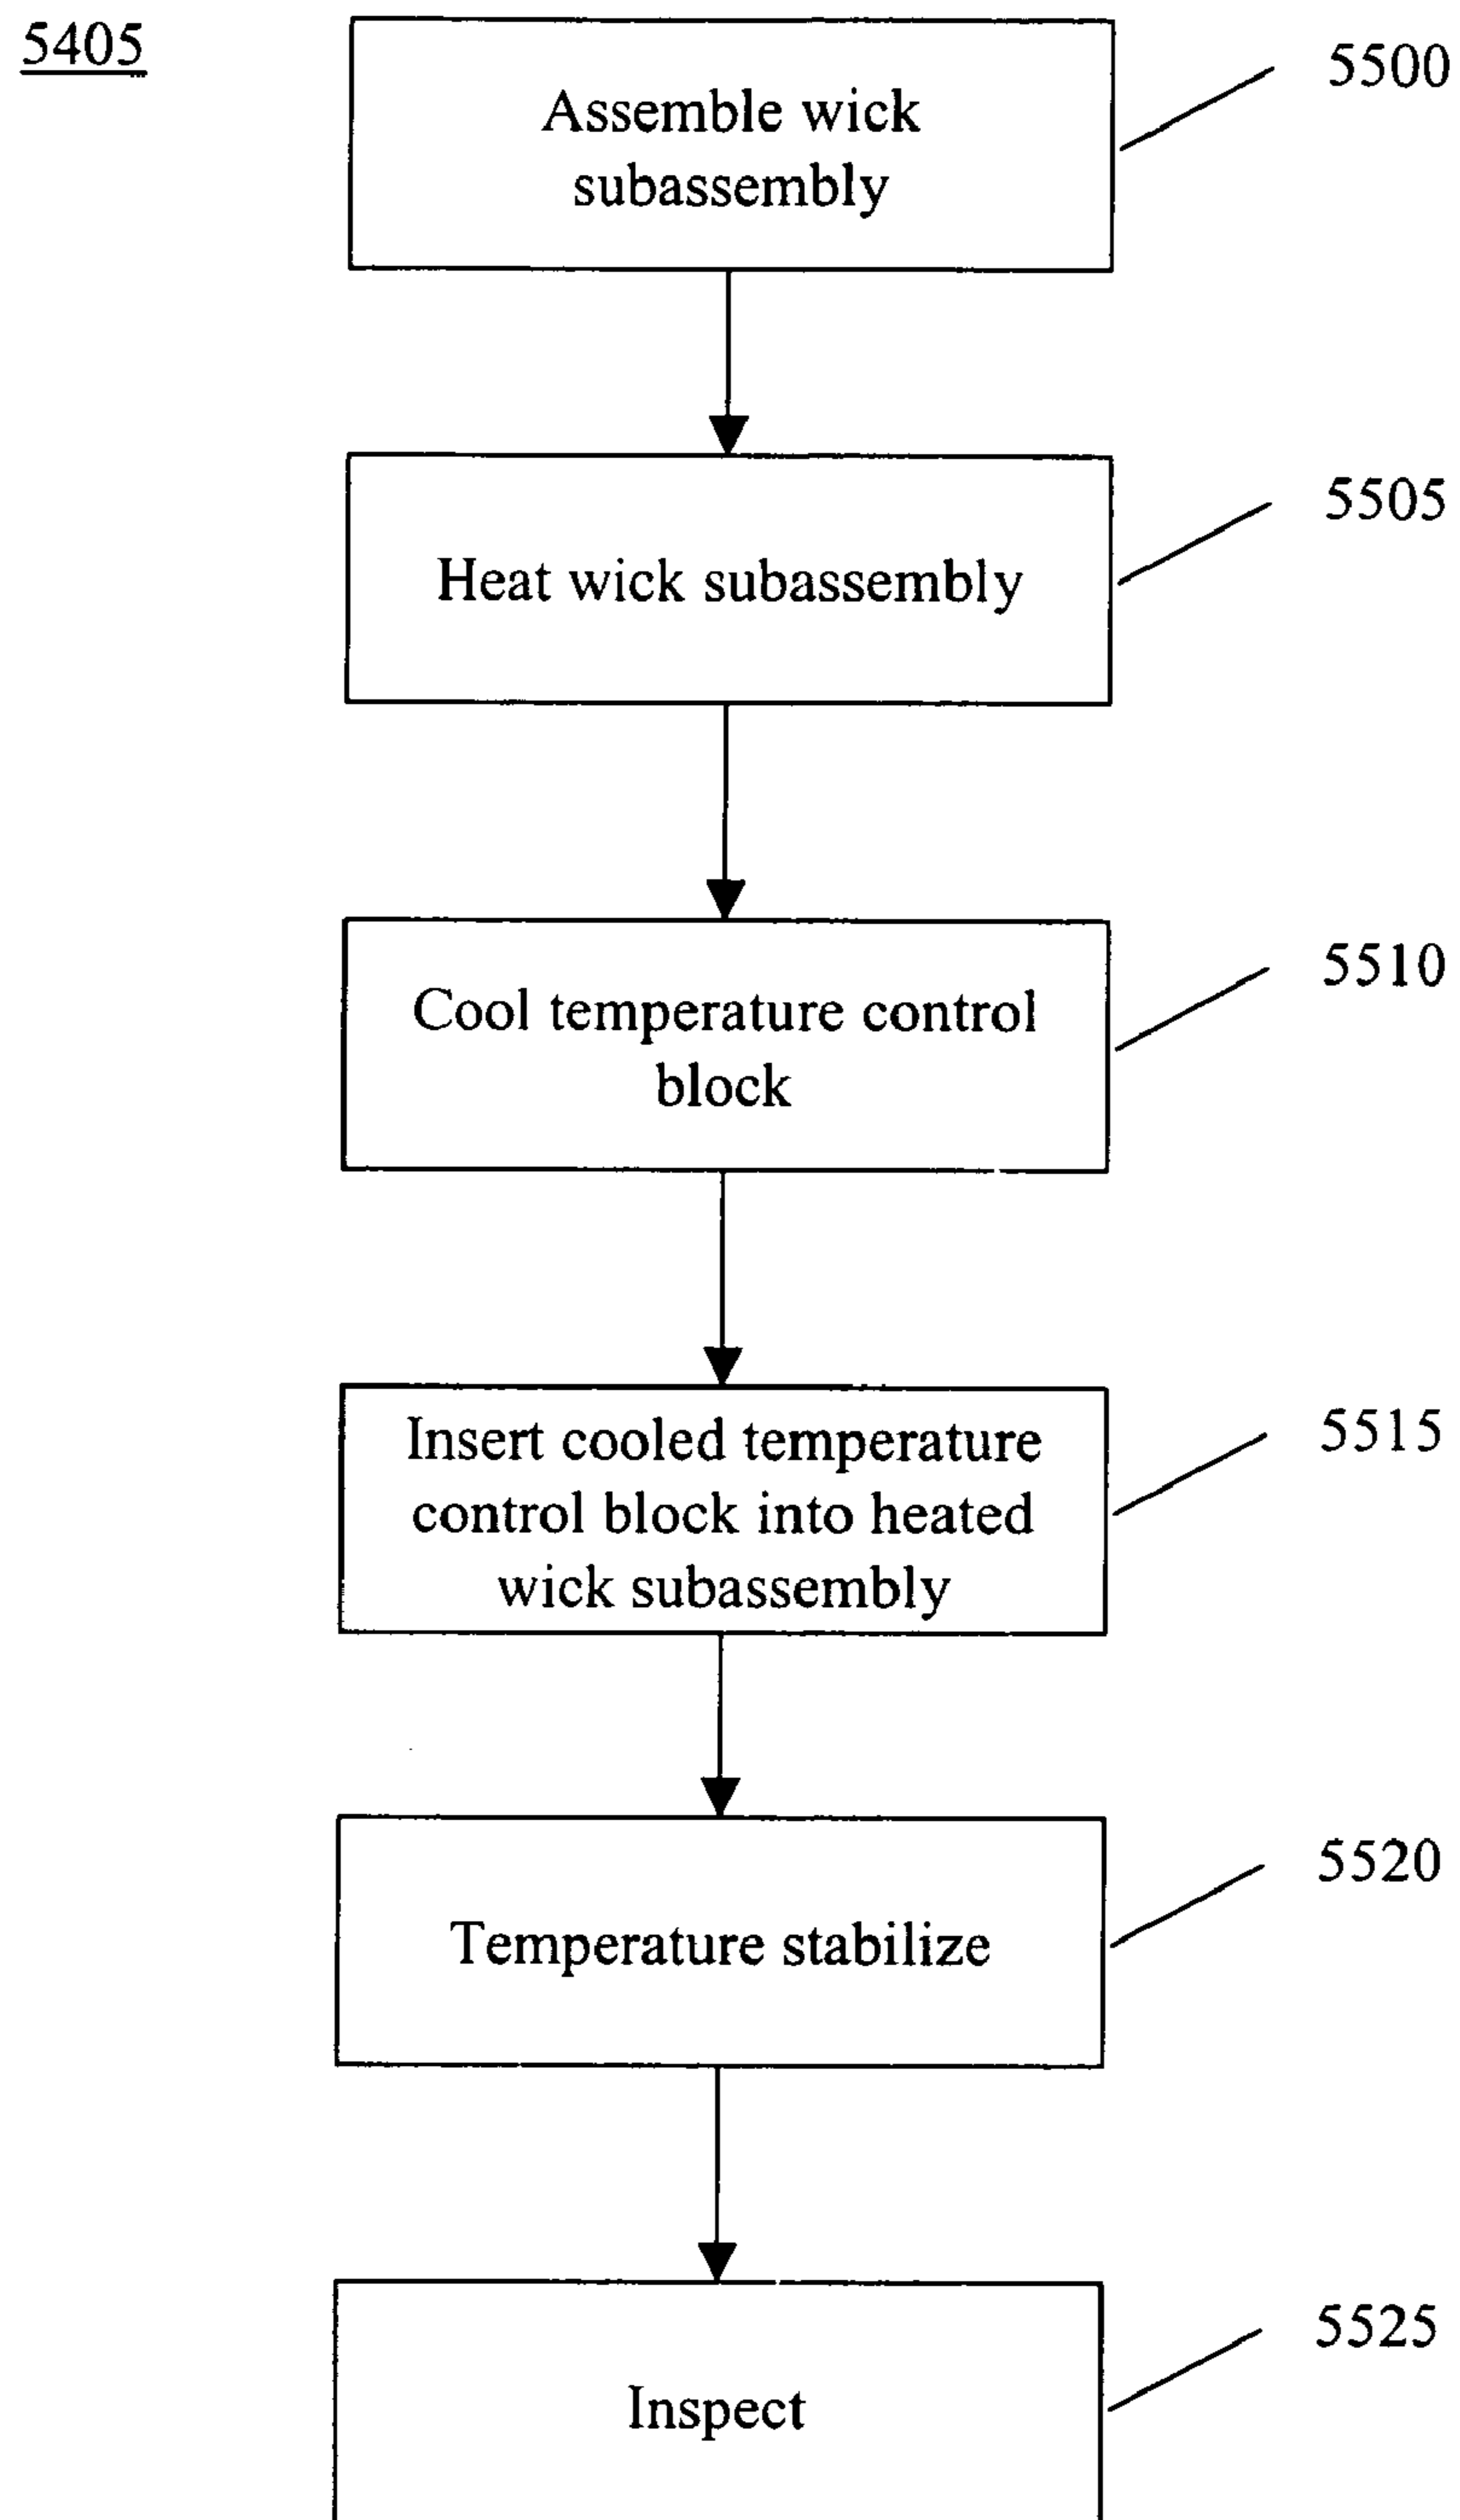 5405
5500
Assemble wick
subassembly
5505
Heat wick subassembly
5510
Cool temperature control
block
5515
Insert cooled temperature
control block into heated
wick subassembly
5520
Temperature stabilize
5525
Inspect